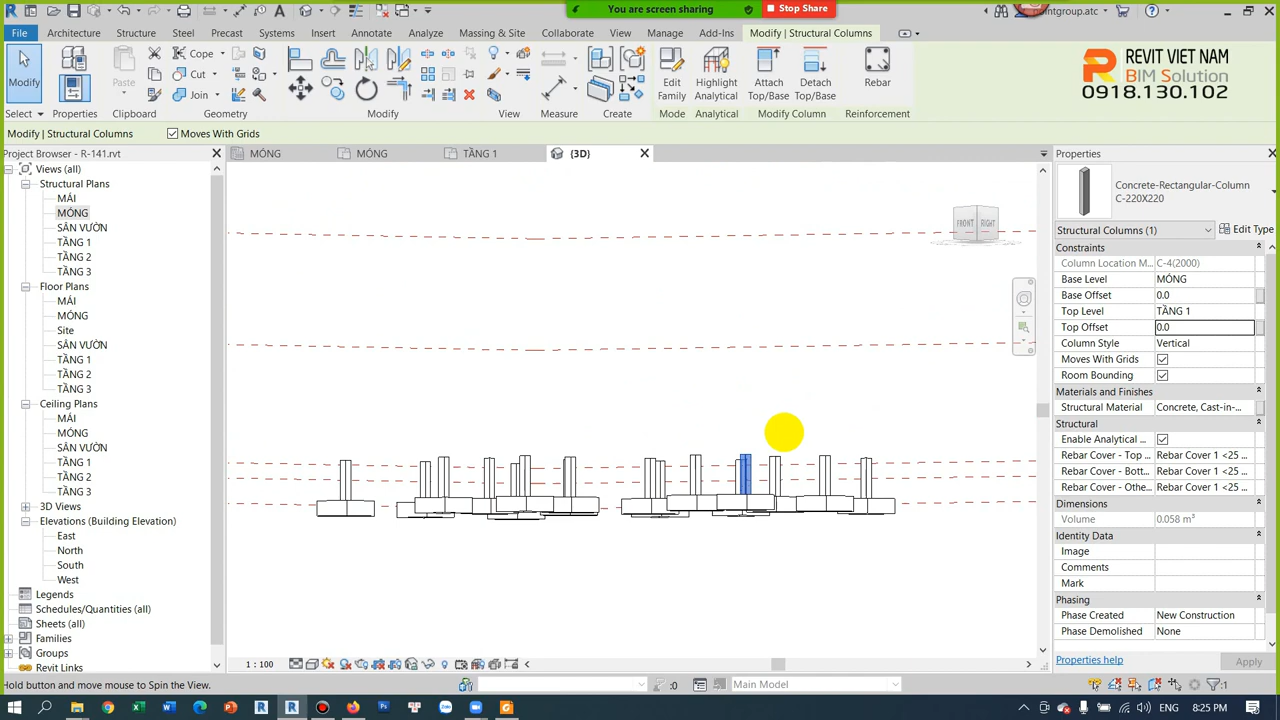 You are screen sharing
Stop Share
File
Architecture
Structure
Steel
Precast
Systems
Insert
Annotate
Analyze
Massing & Site
Collaborate
View
Manage
Add-Ins
Modify | Structural Columns
REVIT VIET NAM
BIM Solution
0918.130.102
Modify
Paste
Cope
Cut
Join
Edit
Family
Highlight
Analytical
Attach
Top/Base
Detach
Top/Base
Rebar
Select
Properties
Clipboard
Geometry
Modify
View
Measure
Create
Mode
Analytical
Modify Column
Reinforcement
Modify | Structural Columns
Moves With Grids
Project Browser - R-141.rvt
MÓNG
MÓNG
TẦNG 1
{3D}
Views (all)
Structural Plans
MÁI
MÓNG
SÂN VƯỜN
TẦNG 1
TẦNG 2
TẦNG 3
Floor Plans
MÁI
MÓNG
Site
SÂN VƯỜN
TẦNG 1
TẦNG 2
TẦNG 3
Ceiling Plans
MÁI
MÓNG
SÂN VƯỜN
TẦNG 1
TẦNG 2
TẦNG 3
3D Views
Elevations (Building Elevation)
East
North
South
West
Legends
Schedules/Quantities (all)
Sheets (all)
Families
Groups
Revit Links
FRONT
RIGHT
Properties
Concrete-Rectangular-Column
C-220X220
Structural Columns (1)
Edit Type
Constraints
Column Location M...
C-4(2000)
Base Level
MÓNG
Base Offset
0.0
Top Level
TẦNG 1
Top Offset
0.0
Column Style
Vertical
Moves With Grids
Room Bounding
Materials and Finishes
Structural Material
Concrete, Cast-in-...
Structural
Enable Analytical ...
Rebar Cover - Top ...
Rebar Cover 1 <25 ...
Rebar Cover - Bott...
Rebar Cover 1 <25 ...
Rebar Cover - Othe...
Rebar Cover 1 <25 ...
Dimensions
Volume
0.058 m³
Identity Data
Image
Comments
Mark
Phasing
Phase Created
New Construction
Phase Demolished
None
Properties help
Apply
1 : 100
Hold button and move mouse to Spin the View.
:0
Main Model
:1
ENG
8:25 PM